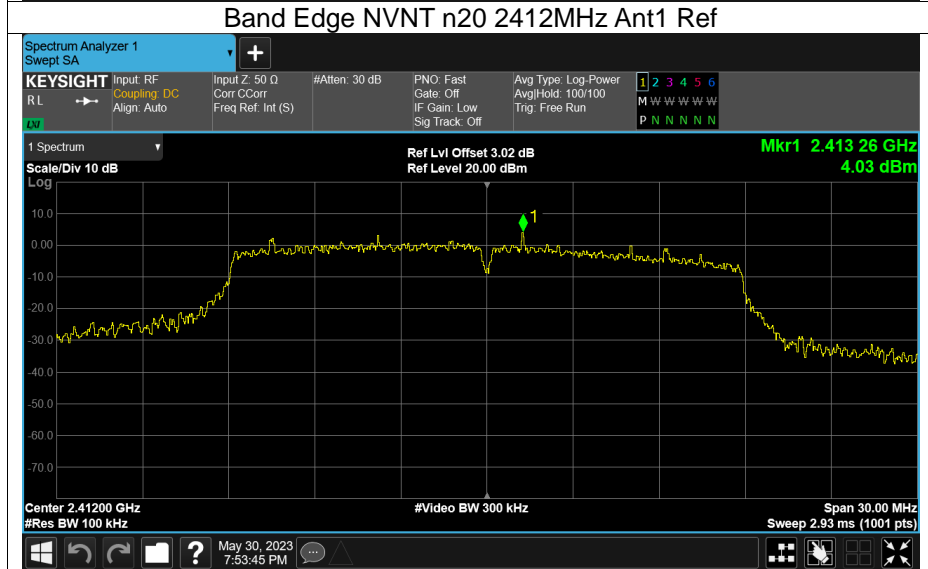 Band Edge NVNT n20 2412MHz Ant1 Ref
Spectrum Analyzer 1
Swept SA
+
KEYSIGHT Input: RF Input Z: 50 Ω #Atten: 30 dB PNO: Fast Avg Type: Log-Power 1 2 3 4 5 6
RL Coupling: DC Corr CCorr Gate: Off Avg|Hold: 100/100 M W W W W W
Align: Auto Freq Ref: Int (S) IF Gain: Low Trig: Free Run
LXI Sig Track: Off P N N N N N
1 Spectrum Ref Lvl Offset 3.02 dB Mkr1 2.413 26 GHz
Scale/Div 10 dB Ref Level 20.00 dBm 4.03 dBm
Log
10.0
1
0.00
-10.0
-20.0
-30.0
-40.0
-50.0
-60.0
-70.0
Center 2.41200 GHz #Video BW 300 kHz Span 30.00 MHz
#Res BW 100 kHz Sweep 2.93 ms (1001 pts)
? May 30, 2023
7:53:45 PM